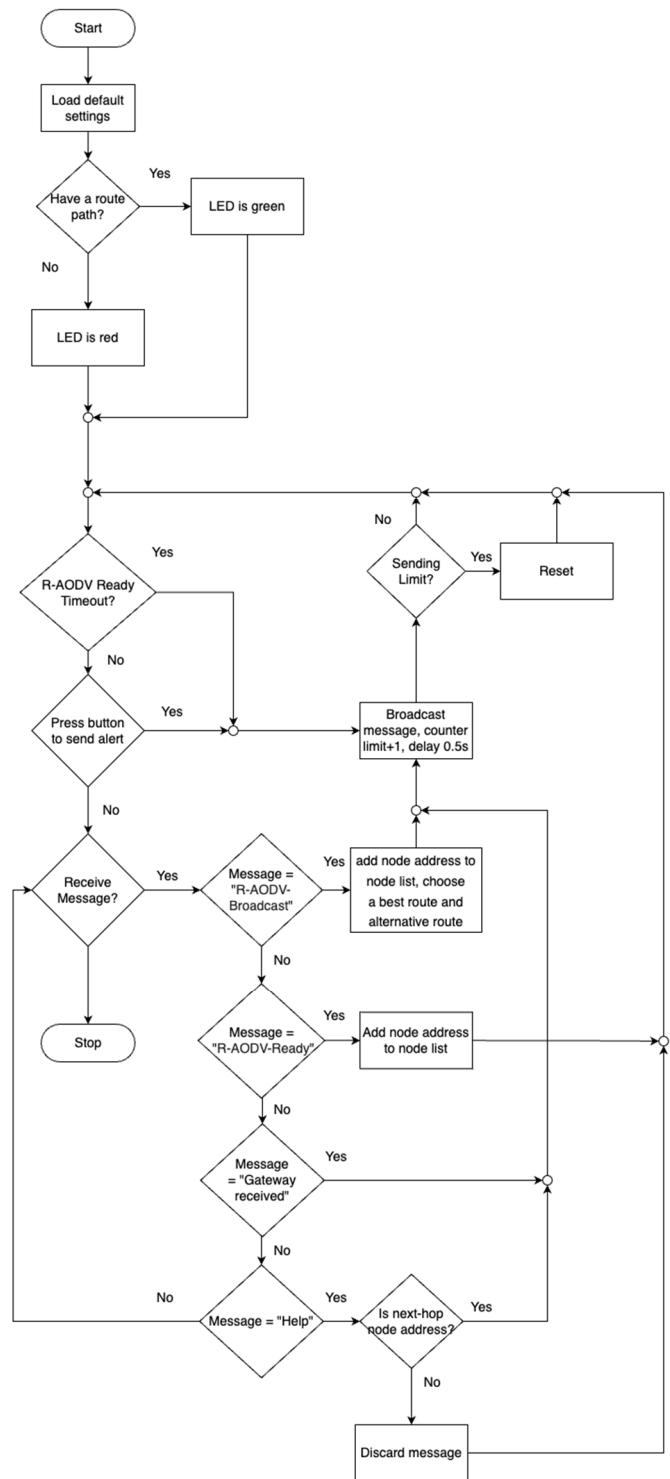 Start
Load default
settings
Yes
Have a route
path?
LED is green
No
LED is red
No
Yes
Sending
Limit?
Yes
Reset
R-AODV Ready
Timeout?
No
Press button
to send alert
Yes
Broadcast
message, counter
limit+1, delay 0.5s
No
Receive
Message?
Yes
Message =
"R-AODV-
Broadcast"
Yes
add node address to
node list, choose
a best route and
alternative route
No
Stop
Message =
"R-AODV-Ready"
Yes
Add node address
to node list
No
Message
= "Gateway
received"
Yes
No
No
Message = "Help"
Yes
Is next-hop
node address?
Yes
No
Discard message